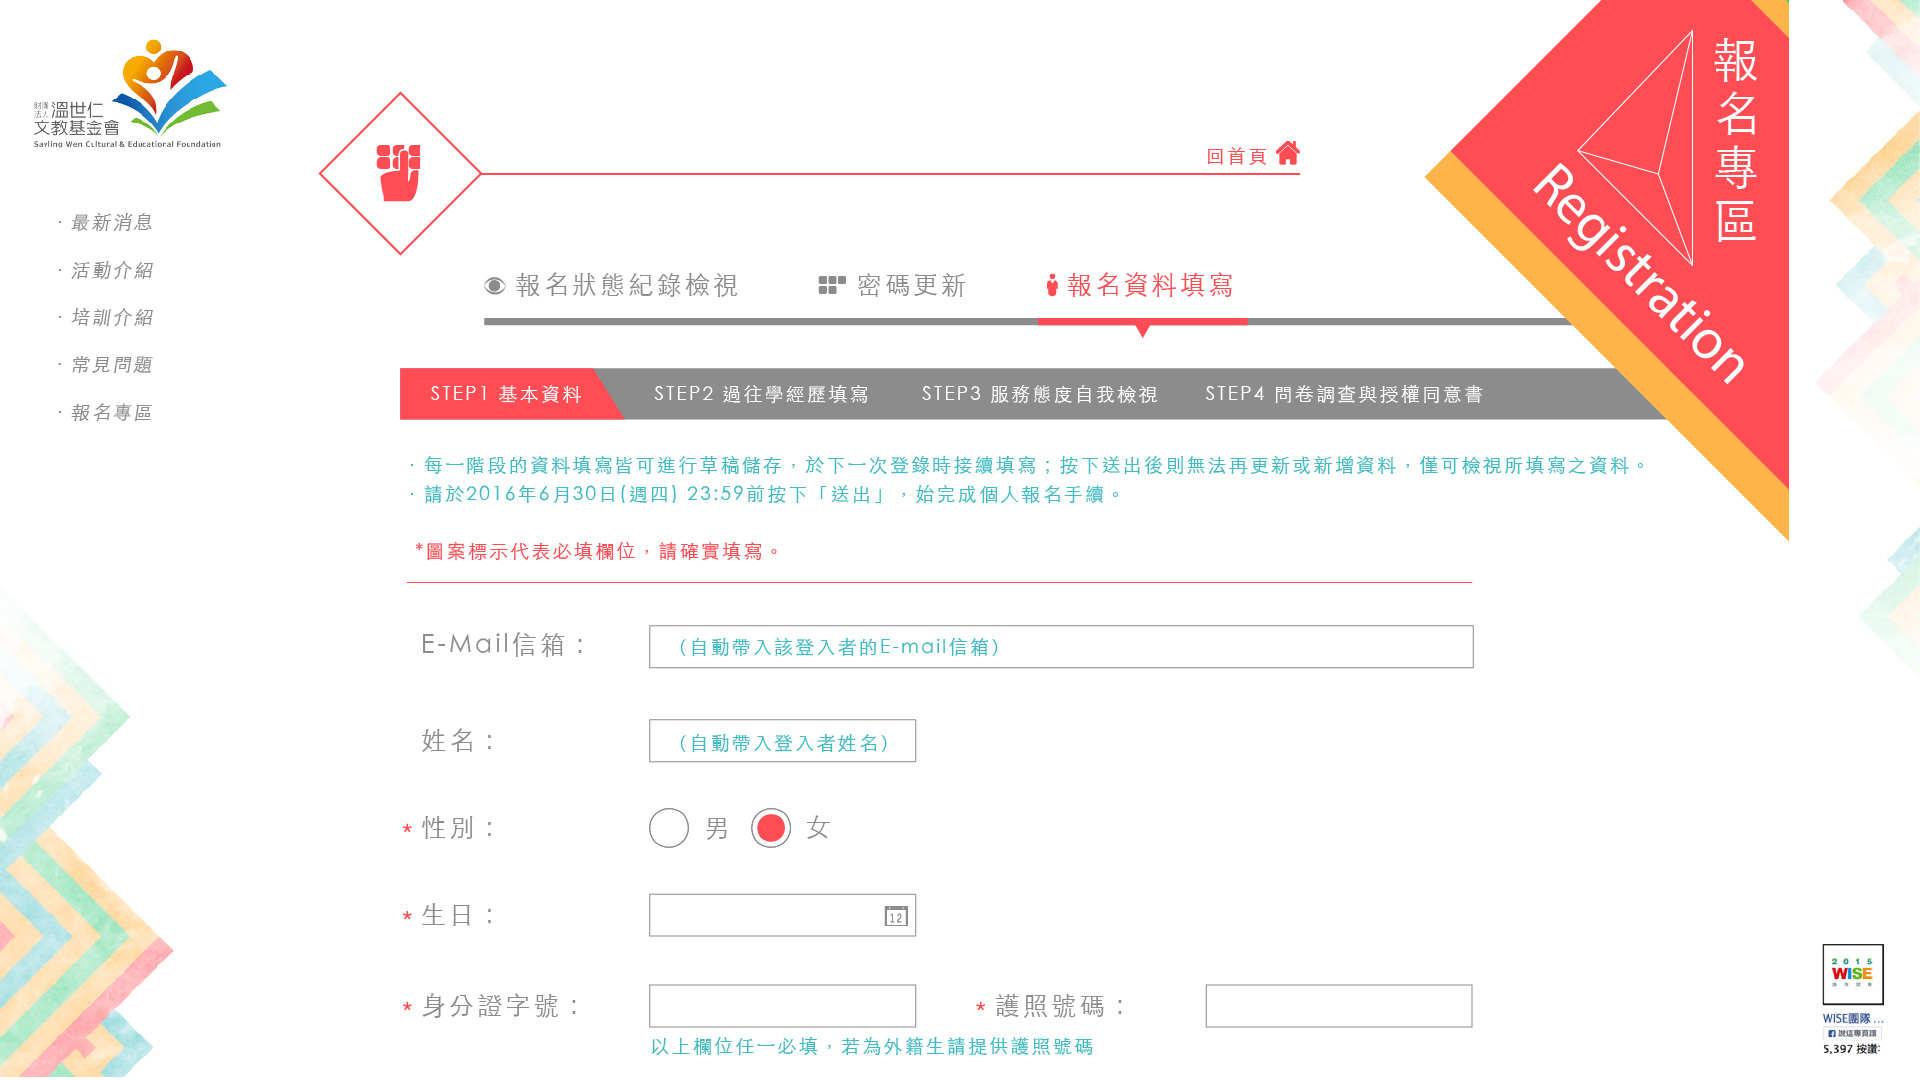 財團法人 溫世仁
文教基金會
Sayling Wen Cultural & Educational Foundation
· 最新消息
· 活動介紹
· 培訓介紹
· 常見問題
· 報名專區
回首頁
報名專區
Registration
報名狀態紀錄檢視
密碼更新
報名資料填寫
STEP1 基本資料
STEP2 過往學經歷填寫
STEP3 服務態度自我檢視
STEP4 問卷調查與授權同意書
· 每一階段的資料填寫皆可進行草稿儲存，於下一次登錄時接續填寫；按下送出後則無法再更新或新增資料，僅可檢視所填寫之資料。
· 請於2016年6月30日(週四) 23:59前按下「送出」，始完成個人報名手續。
*圖案標示代表必填欄位，請確實填寫。
E-Mail信箱：
（自動帶入該登入者的E-mail信箱）
姓名：
（自動帶入登入者姓名）
* 性別：
男
女
* 生日：
12
* 身分證字號：
* 護照號碼：
以上欄位任一必填，若為外籍生請提供護照號碼
2015
WISE
WISE團隊 ...
說這專頁讚
5,397 按讚: